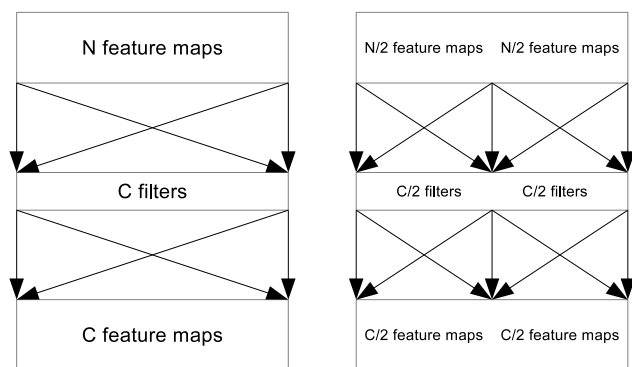 N feature maps
C filters
C feature maps
N/2 feature maps N/2 feature maps
C/2 filters C/2 filters
C/2 feature maps C/2 feature maps